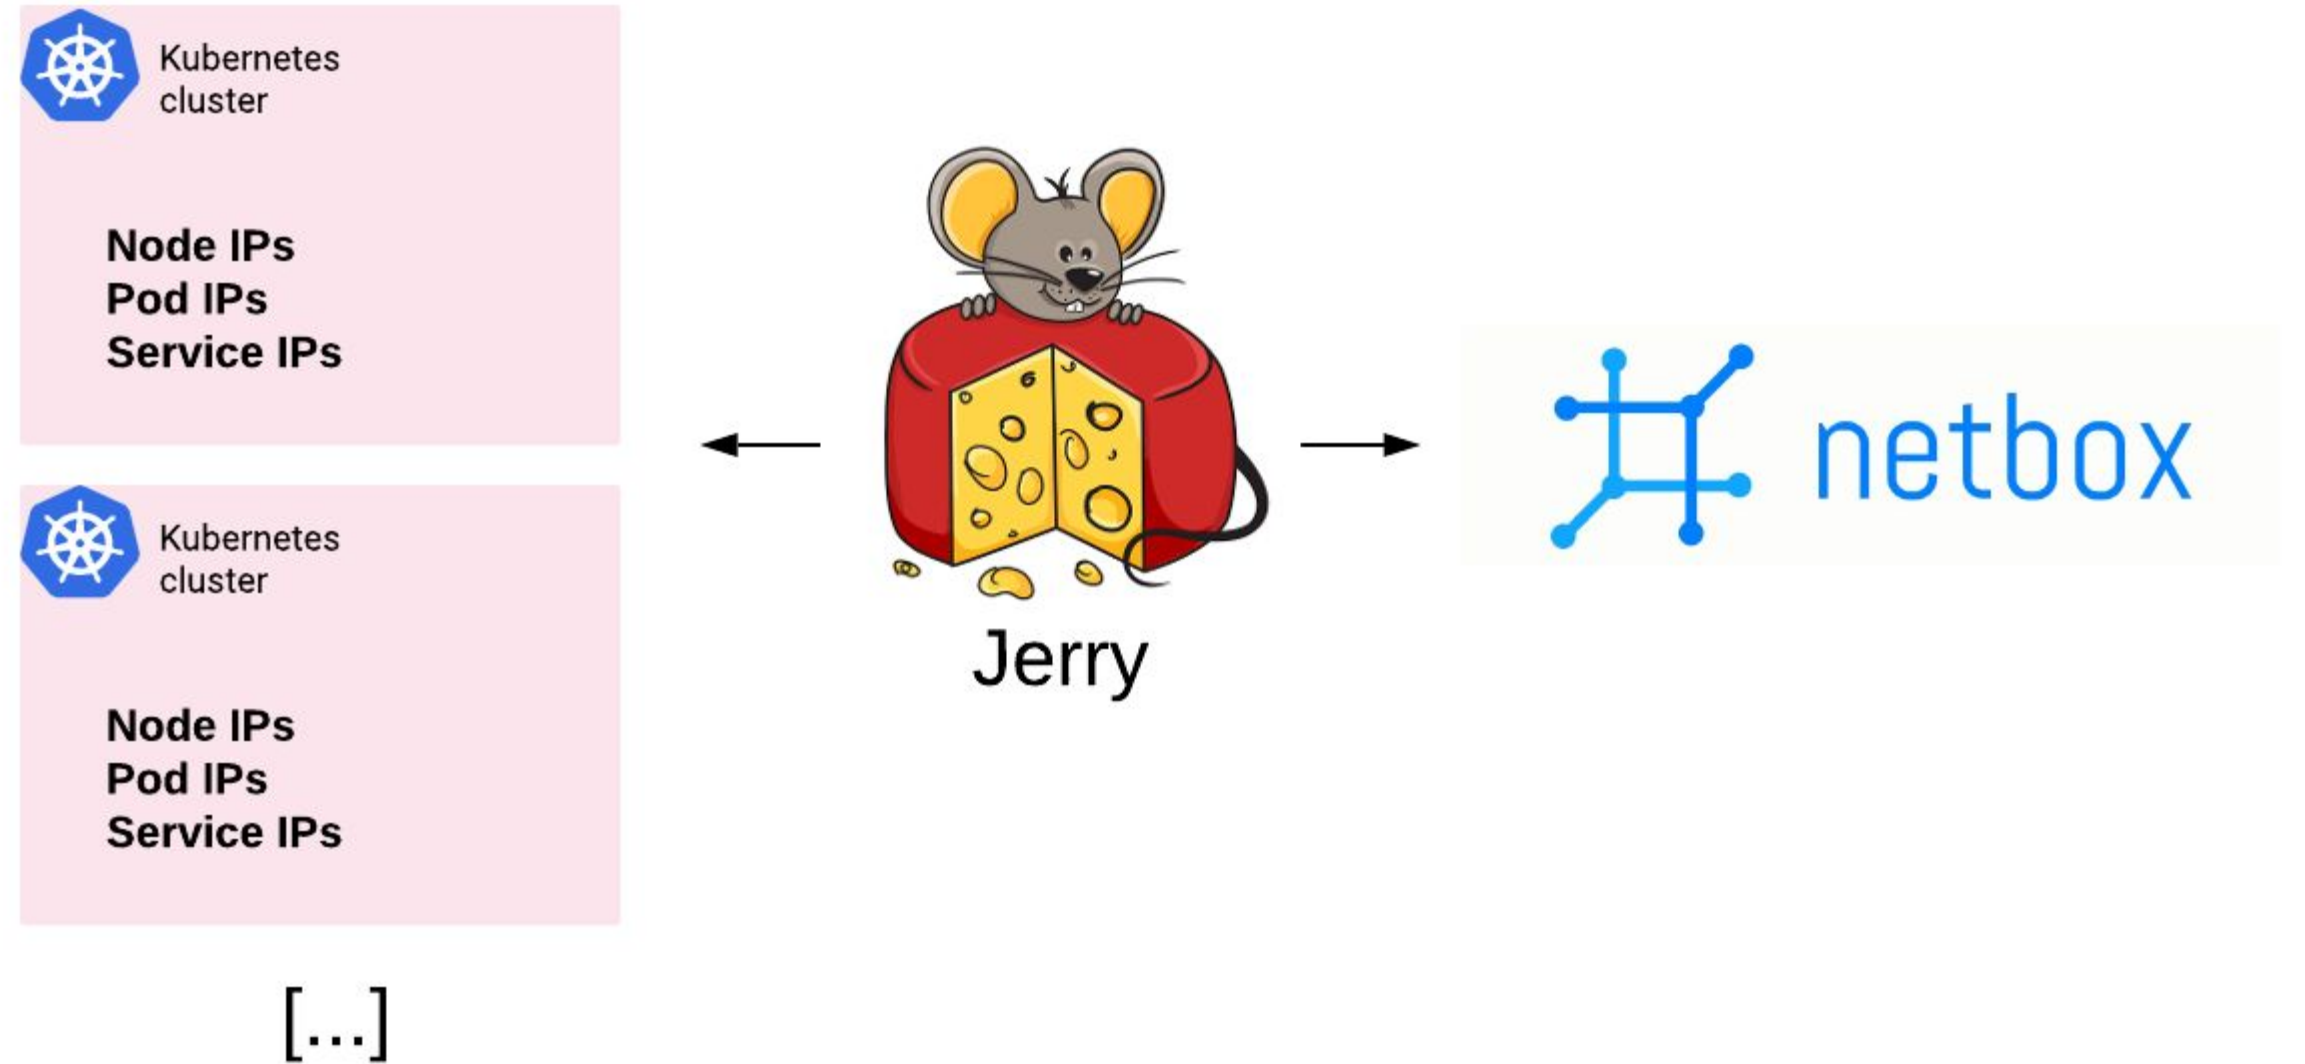 Kubernetes
cluster
Node IPs
Pod IPs
Service IPs
Kubernetes
cluster
Node IPs
Pod IPs
Service IPs
[...]
Jerry
netbox